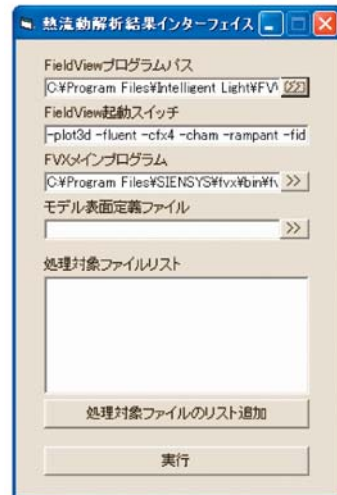 熱流動解析結果インターフェイス
FieldViewプログラムパス
C:¥Program Files¥Intelligent Light¥FV
>>
FieldView起動スイッチ
-plot3d -fluent -cfx4 -cham -rampant -fid
FVXメインプログラム
C:¥Program Files¥SIENSYS¥fvx¥bin¥fv
>>
モデル表面定義ファイル
>>
処理対象ファイルリスト
処理対象ファイルのリスト追加
実行